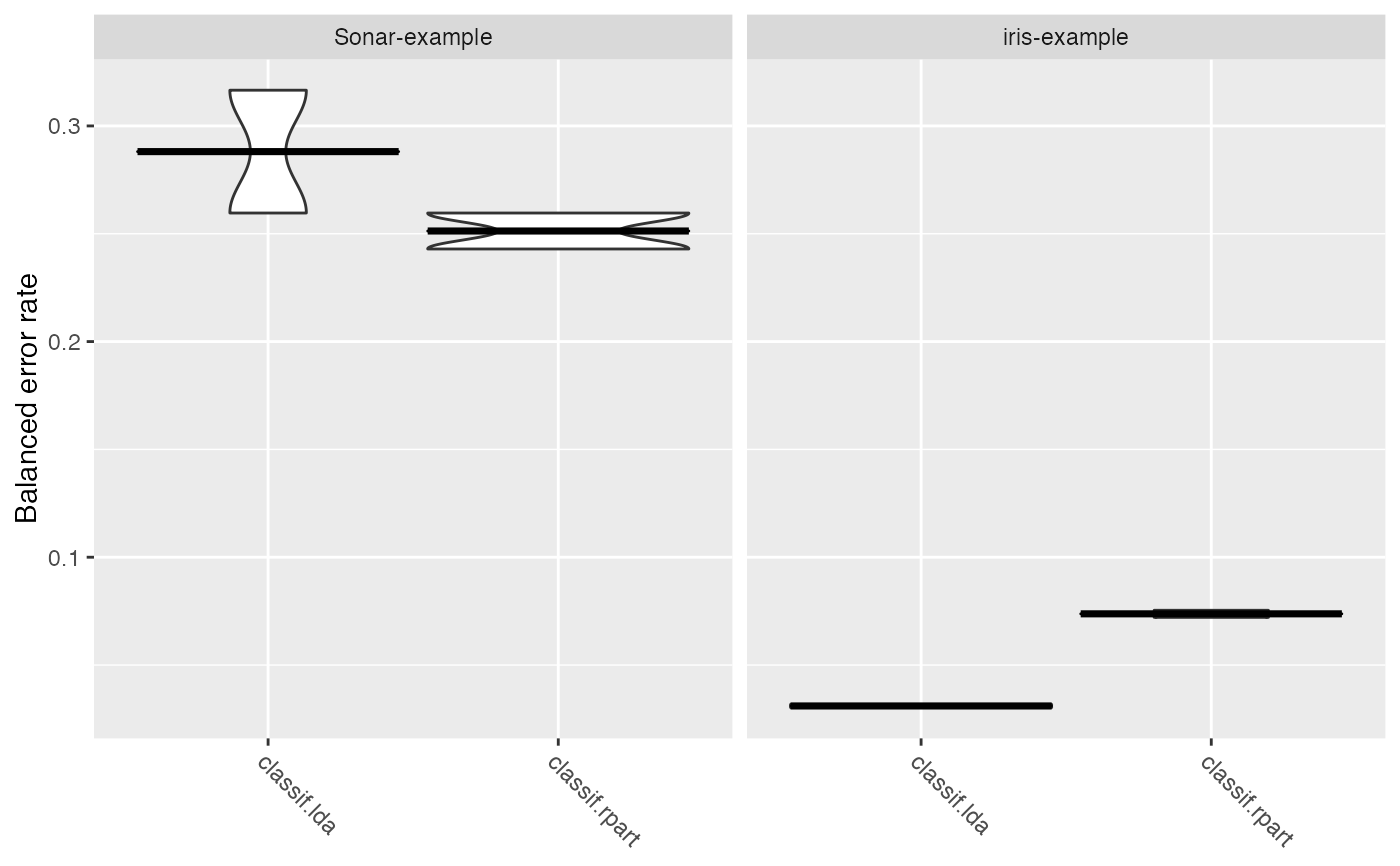 Sonar-example
iris-example
Balanced error rate
0.3
0.2
0.1
classif.lda
classif.rpart
classif.lda
classif.rpart